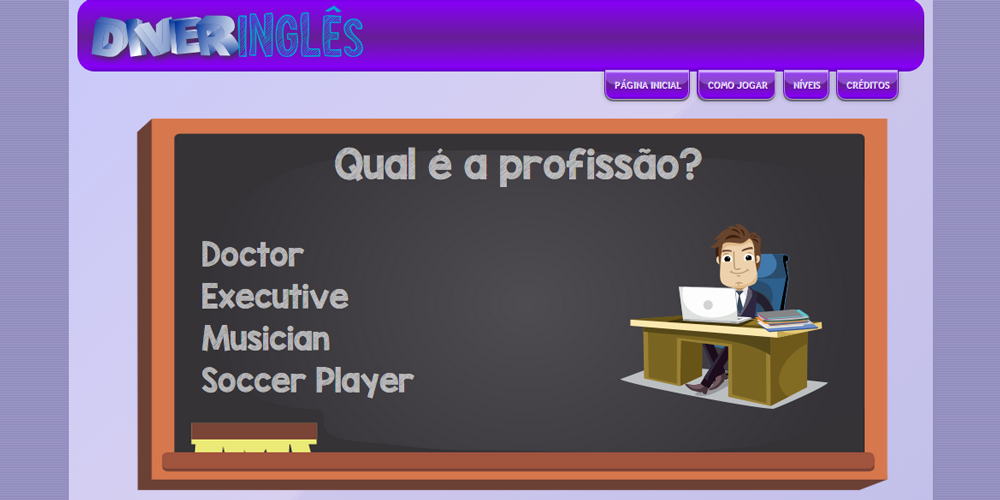 DIVERINGLÊS
PÁGINA INICIAL COMO JOGAR NÍVEIS CRÉDITOS
Qual é a profissão?
Doctor
Executive
Musician
Soccer Player